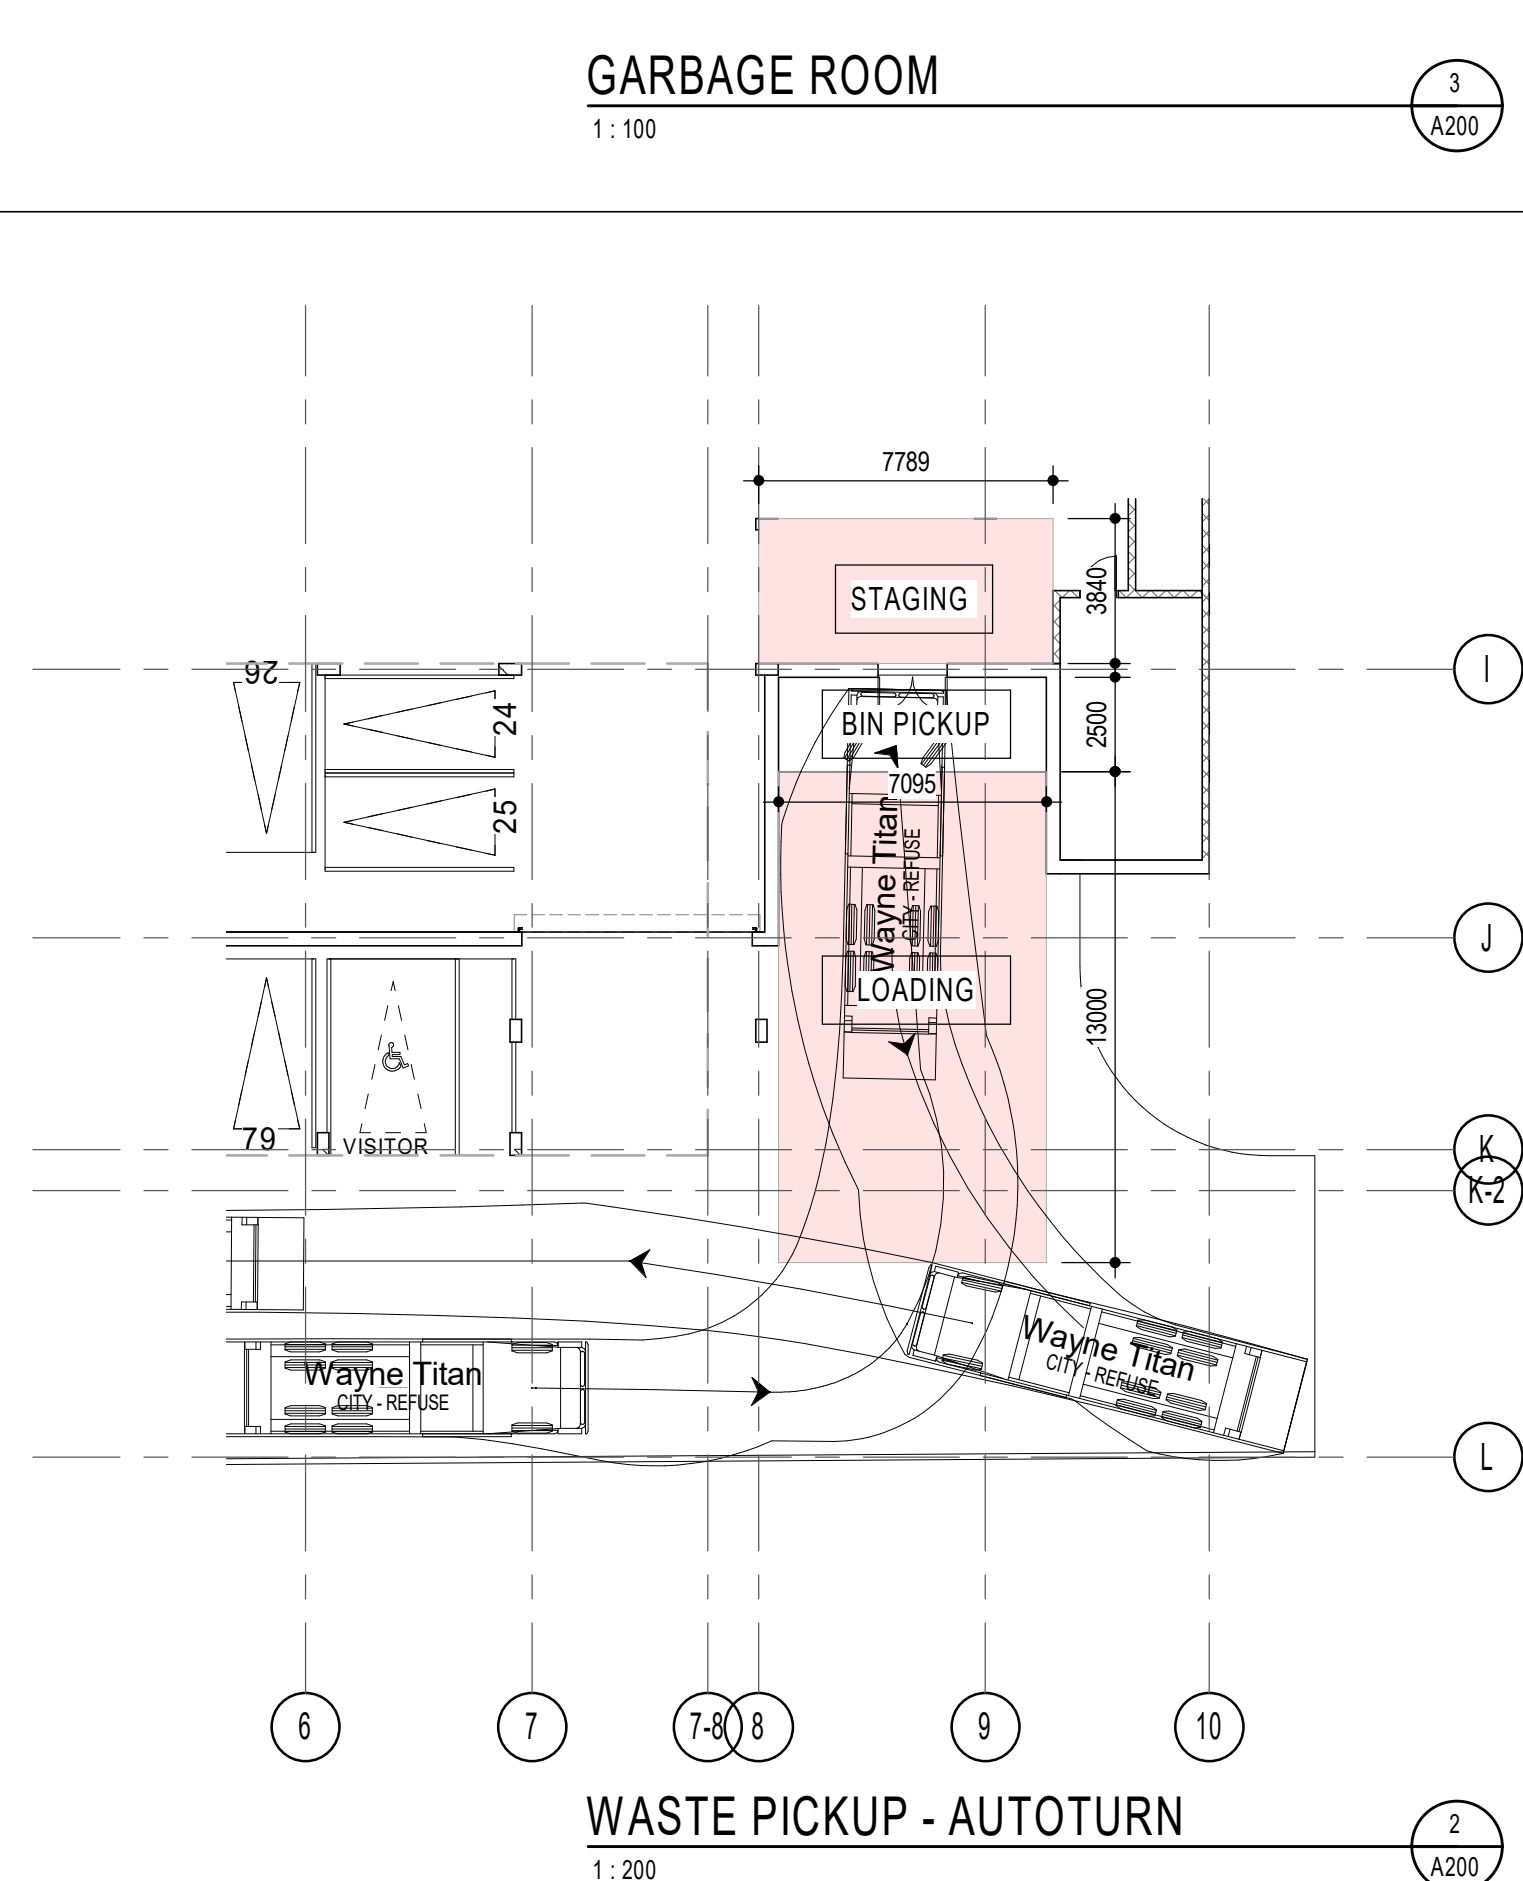 GARBAGE ROOM
1 : 100
3
A200
7789
STAGING
3840
I
26
24
BIN PICKUP
2500
7095
25
Wayne Titan
CITY - REFUSE
J
LOADING
13000
79
VISITOR
K
K-2
Wayne Titan
CITY - REFUSE
Wayne Titan
CITY - REFUSE
L
6
7
7-8
8
9
10
WASTE PICKUP - AUTOTURN
1 : 200
2
A200